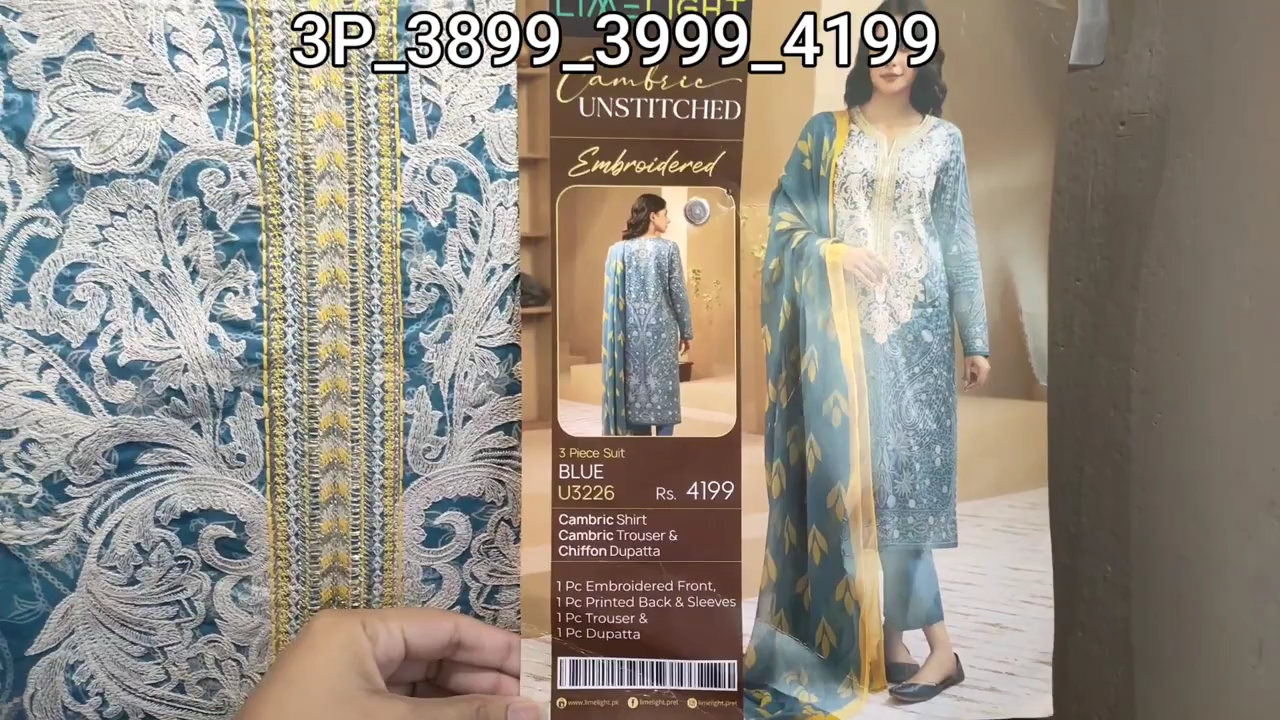 LIMELIGHT
3P_3899_3999_4199
Cambric
UNSTITCHED
Embroidered
3 Piece Suit
BLUE
U3226 Rs. 4199
Cambric Shirt
Cambric Trouser &
Chiffon Dupatta
1 Pc Embroidered Front,
1 Pc Printed Back & Sleeves
1 Pc Trouser &
1 Pc Dupatta
www.limelight.pk limelight.pret limelight.pret